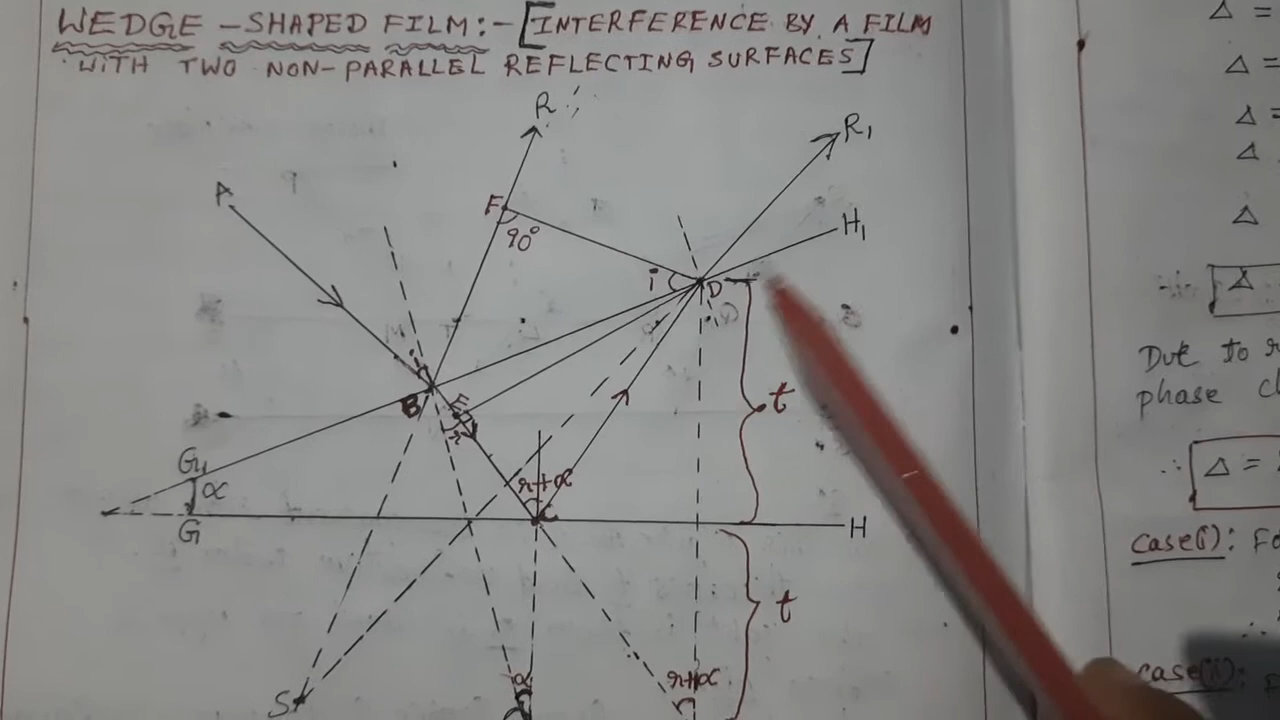 WEDGE-SHAPED FILM:- [INTERFERENCE BY A FILM
WITH TWO NON-PARALLEL REFLECTING SURFACES]
R
R1
A
F
90°
H1
i
D
i
B
E
r
t
G1
α
G
r+α
C
H
t
S
α
r+α
Δ =
Δ =
Δ =
Δ
Δ
Δ
Due to
phase
∴ Δ =
case(i): Fo
case(ii): F